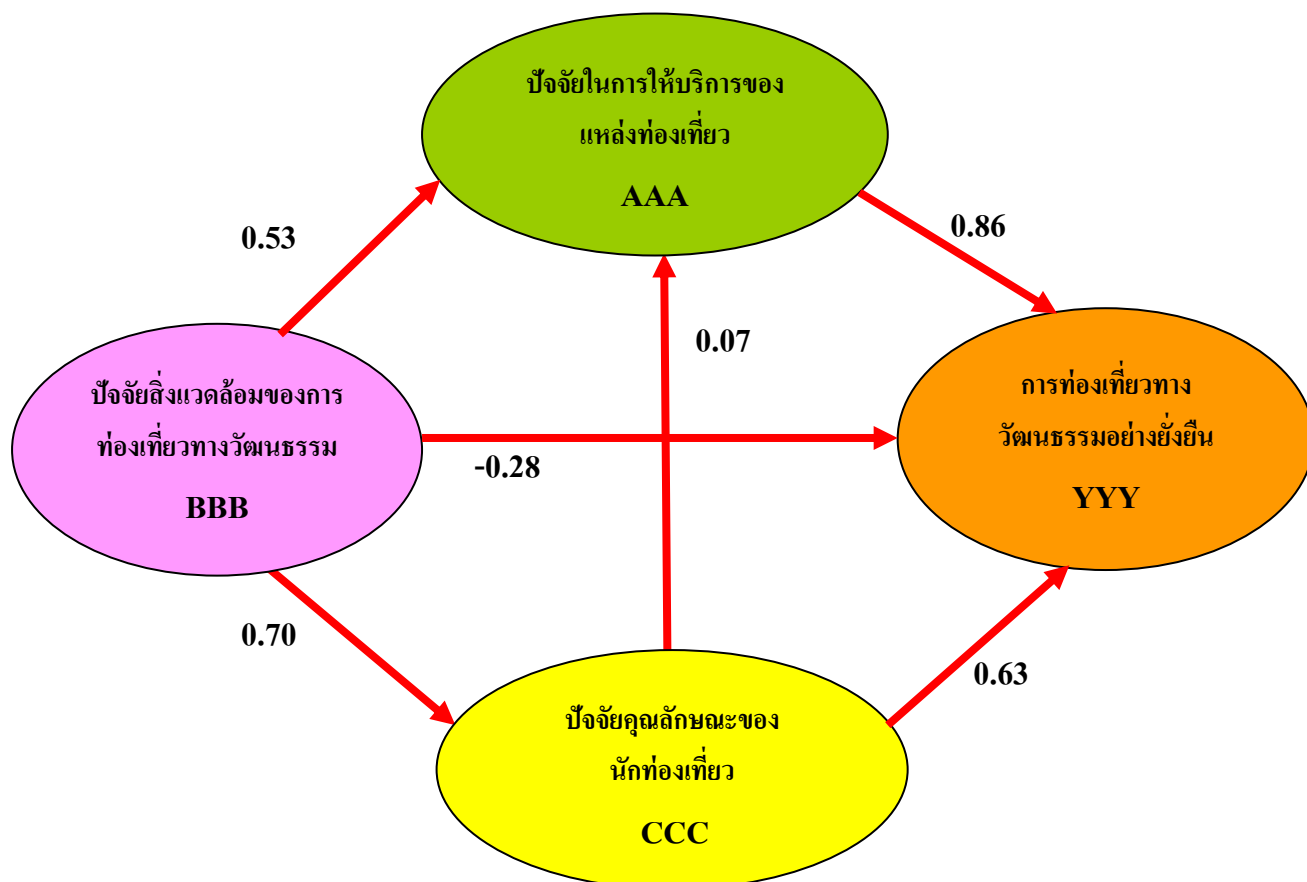 ปัจจัยในการให้บริการของ
แหล่งท่องเที่ยว
AAA
0.53
0.86
0.07
ปัจจัยสิ่งแวดล้อมของการ
ท่องเที่ยวทางวัฒนธรรม
BBB
-0.28
การท่องเที่ยวทาง
วัฒนธรรมอย่างยั่งยืน
YYY
0.70
0.63
ปัจจัยคุณลักษณะของ
นักท่องเที่ยว
CCC